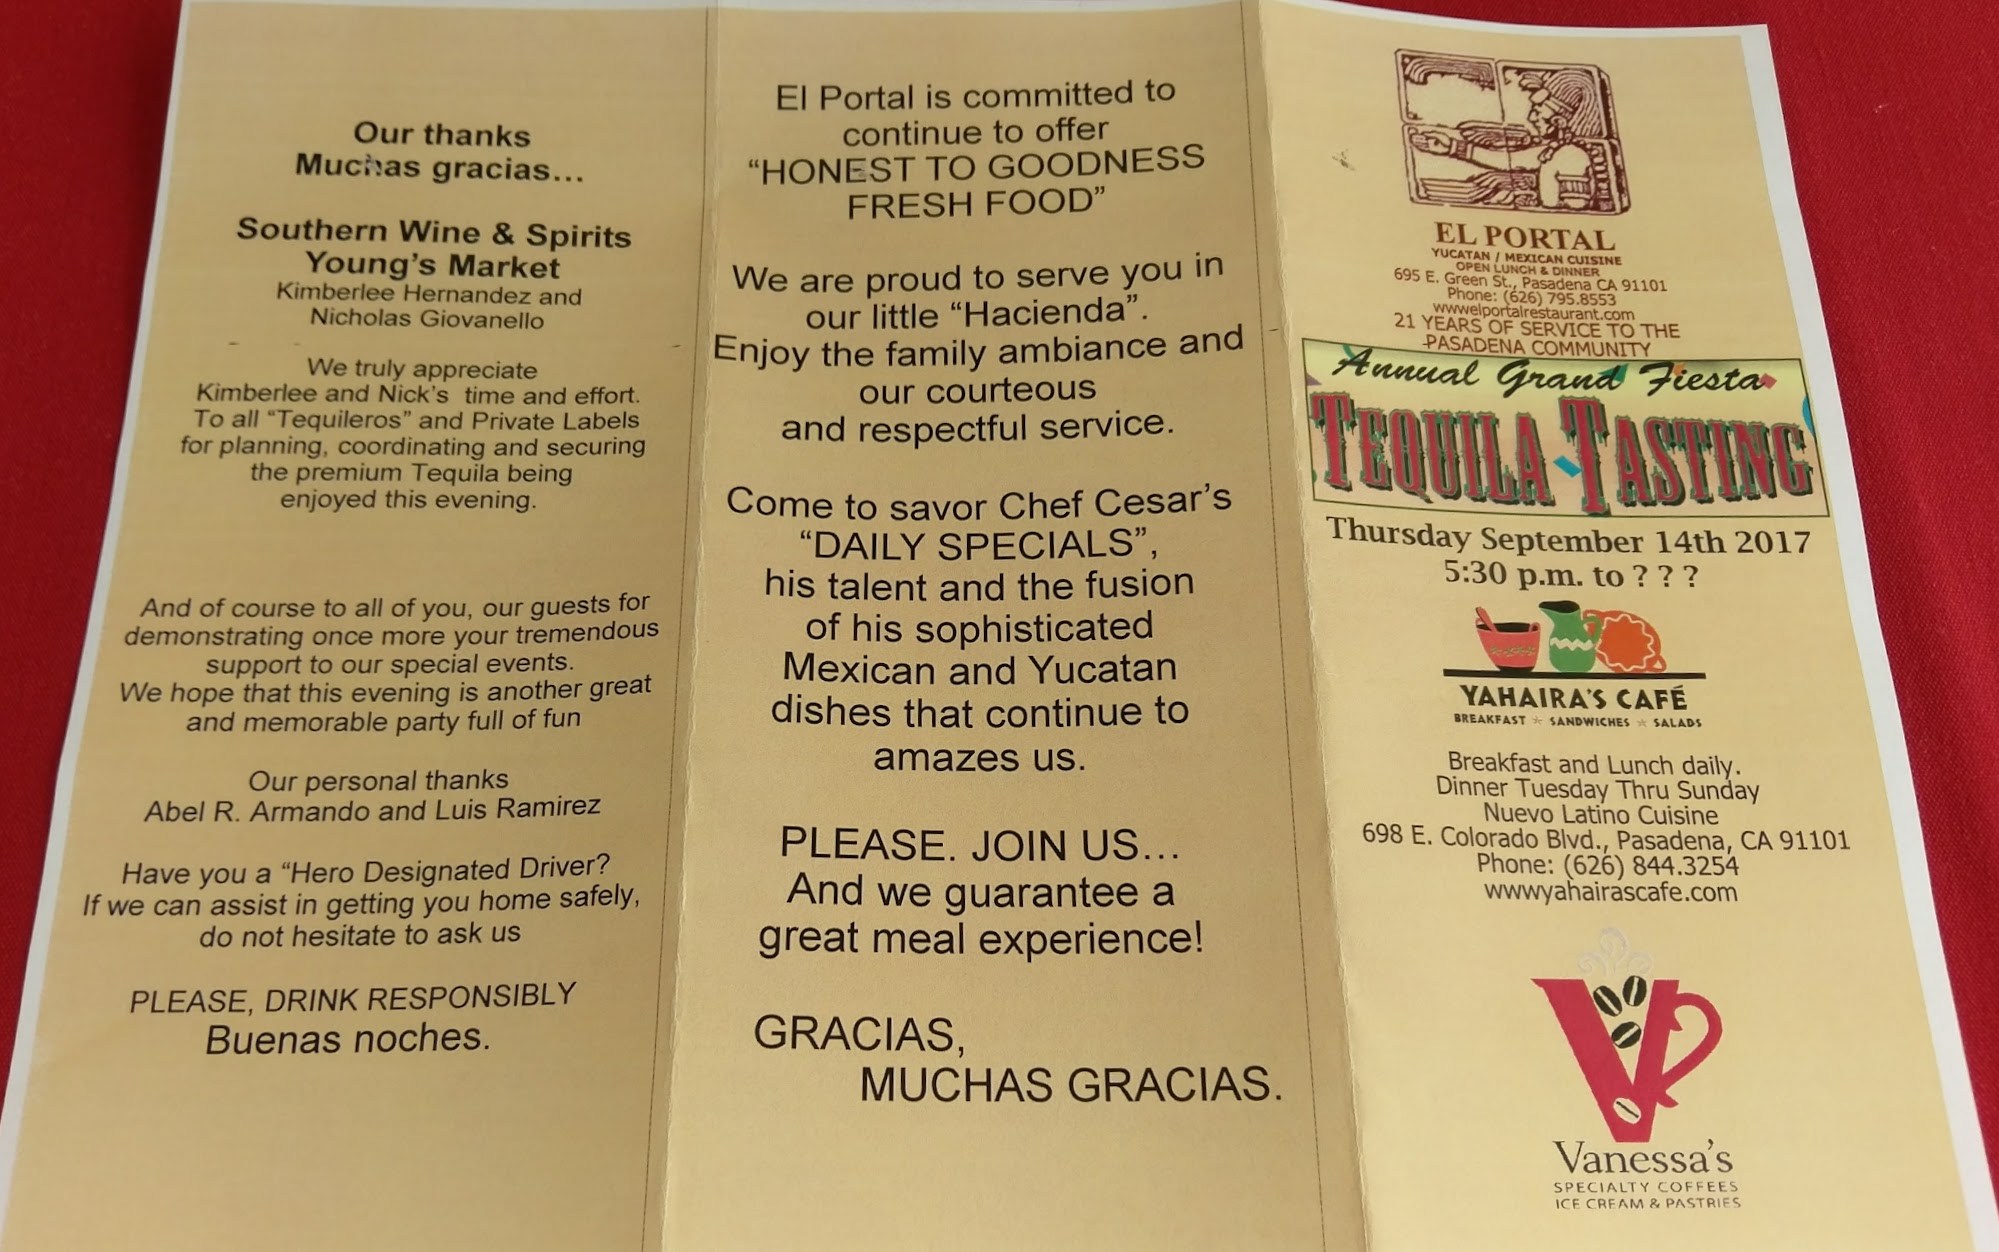 Our thanks
Muchas gracias...
Southern Wine & Spirits
Young's Market
Kimberlee Hernandez and
Nicholas Giovanello
We truly appreciate
Kimberlee and Nick's time and effort.
To all “Tequileros” and Private Labels
for planning, coordinating and securing
the premium Tequila being
enjoyed this evening.
And of course to all of you, our guests for
demonstrating once more your tremendous
support to our special events.
We hope that this evening is another great
and memorable party full of fun
Our personal thanks
Abel R. Armando and Luis Ramirez
Have you a “Hero Designated Driver?
If we can assist in getting you home safely,
do not hesitate to ask us
PLEASE, DRINK RESPONSIBLY
Buenas noches.
El Portal is committed to
continue to offer
“HONEST TO GOODNESS
FRESH FOOD”
We are proud to serve you in
our little “Hacienda”.
Enjoy the family ambiance and
our courteous
and respectful service.
Come to savor Chef Cesar's
“DAILY SPECIALS”,
his talent and the fusion
of his sophisticated
Mexican and Yucatan
dishes that continue to
amazes us.
PLEASE. JOIN US...
And we guarantee a
great meal experience!
GRACIAS,
MUCHAS GRACIAS.
EL PORTAL
YUCATAN / MEXICAN CUISINE
OPEN LUNCH & DINNER
695 E. Green St., Pasadena CA 91101
Phone: (626) 795.8553
wwwelportalrestaurant.com
21 YEARS OF SERVICE TO THE
PASADENA COMMUNITY
Annual Grand Fiesta
TEQUILA TASTING
Thursday September 14th 2017
5:30 p.m. to ? ? ?
YAHAIRA'S CAFÉ
BREAKFAST ☆ SANDWICHES ☆ SALADS
Breakfast and Lunch daily.
Dinner Tuesday Thru Sunday
Nuevo Latino Cuisine
698 E. Colorado Blvd., Pasadena, CA 91101
Phone: (626) 844.3254
wwwyahairascafe.com
Vanessa's
SPECIALTY COFFEES
ICE CREAM & PASTRIES